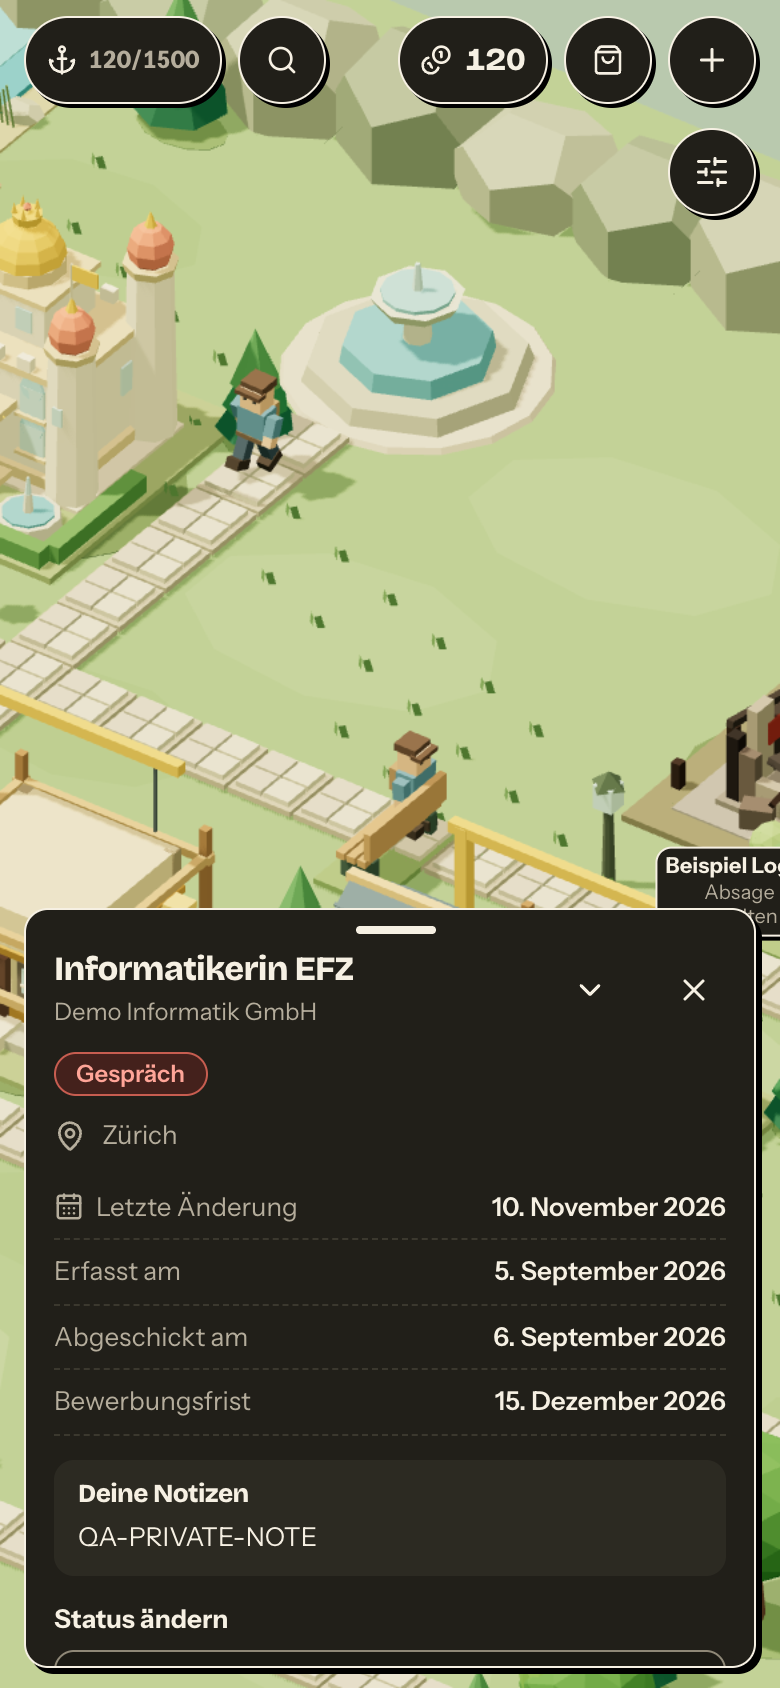 120/1500
120
Beispiel Log
Absage
lten
Informatikerin EFZ
Demo Informatik GmbH
Gespräch
Zürich
Letzte Änderung 10. November 2026
Erfasst am 5. September 2026
Abgeschickt am 6. September 2026
Bewerbungsfrist 15. Dezember 2026
Deine Notizen
QA-PRIVATE-NOTE
Status ändern